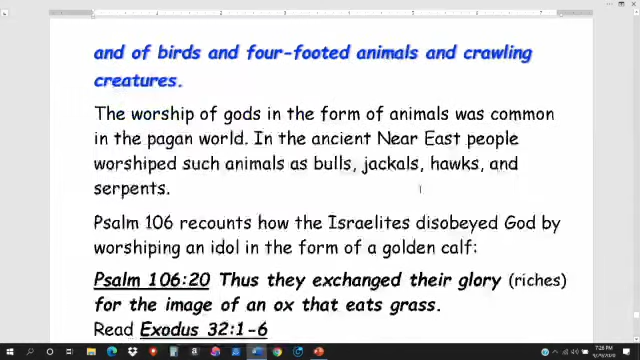 and of birds and four-footed animals and crawling
creatures.
The worship of gods in the form of animals was common
in the pagan world. In the ancient Near East people
worshiped such animals as bulls, jackals, hawks, and
serpents.
Psalm 106 recounts how the Israelites disobeyed God by
worshiping an idol in the form of a golden calf:
Psalm 106:20 Thus they exchanged their glory (riches)
for the image of an ox that eats grass.
Read Exodus 32:1-6